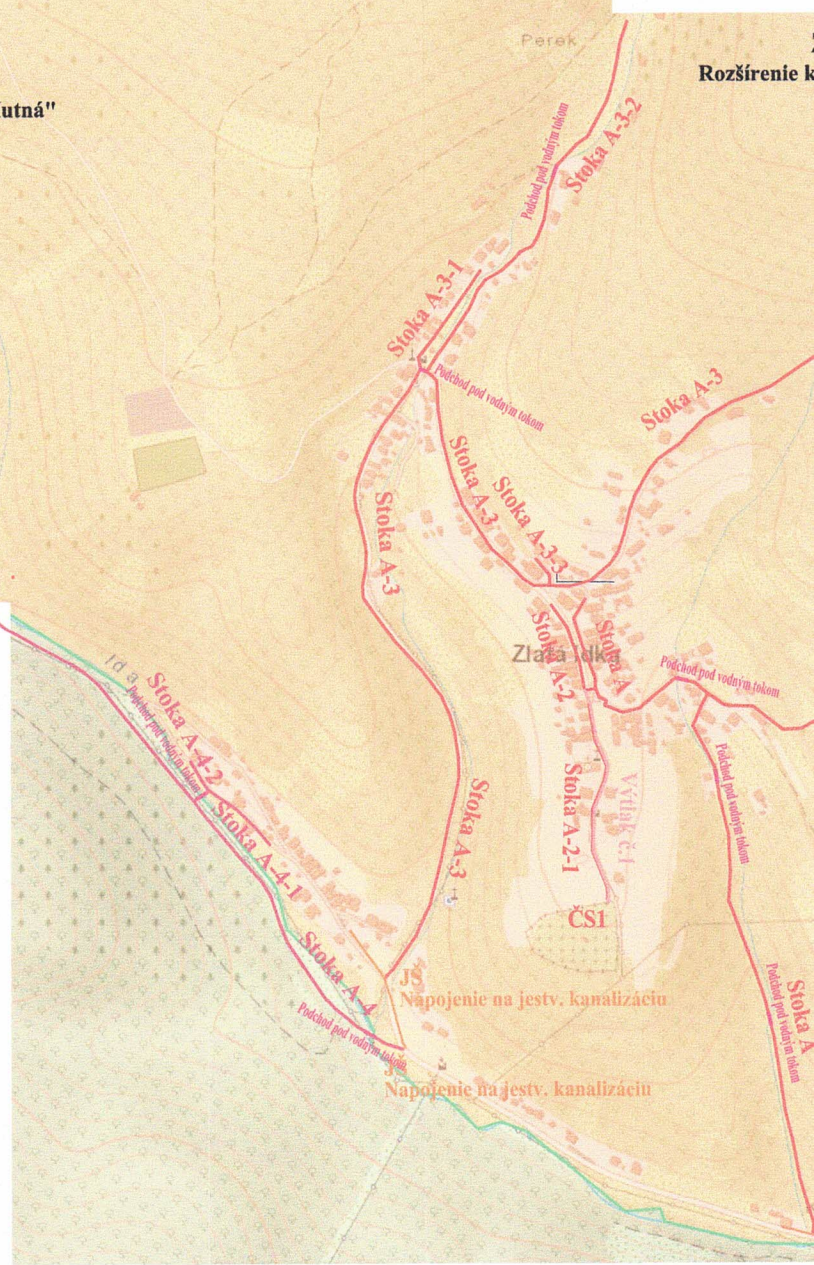 Perek
Rozšírenie k
utná"
Podchod pod vodným tokom
Stoka A-3-2
Stoka A-3-1
Podchod pod vodným tokom
Stoka A-3
Stoka A-3
Stoka A-3-3
Stoka A-3
Zlatá Idka
Stoka A-2
Stoka A
Podchod pod vodným tokom
Ida
Stoka A-4-2
Podchod pod vodným tokom
Stoka A-4-1
Stoka A-3
Stoka A-2-1
Výtlak č.1
Podchod pod vodným tokom
ČS1
Stoka A-4
Podchod pod vodným tokom
JŠ
Napojenie na jestv. kanalizáciu
Stoka A
Podchod pod vodným tokom
JŠ
Napojenie na jestv. kanalizáciu